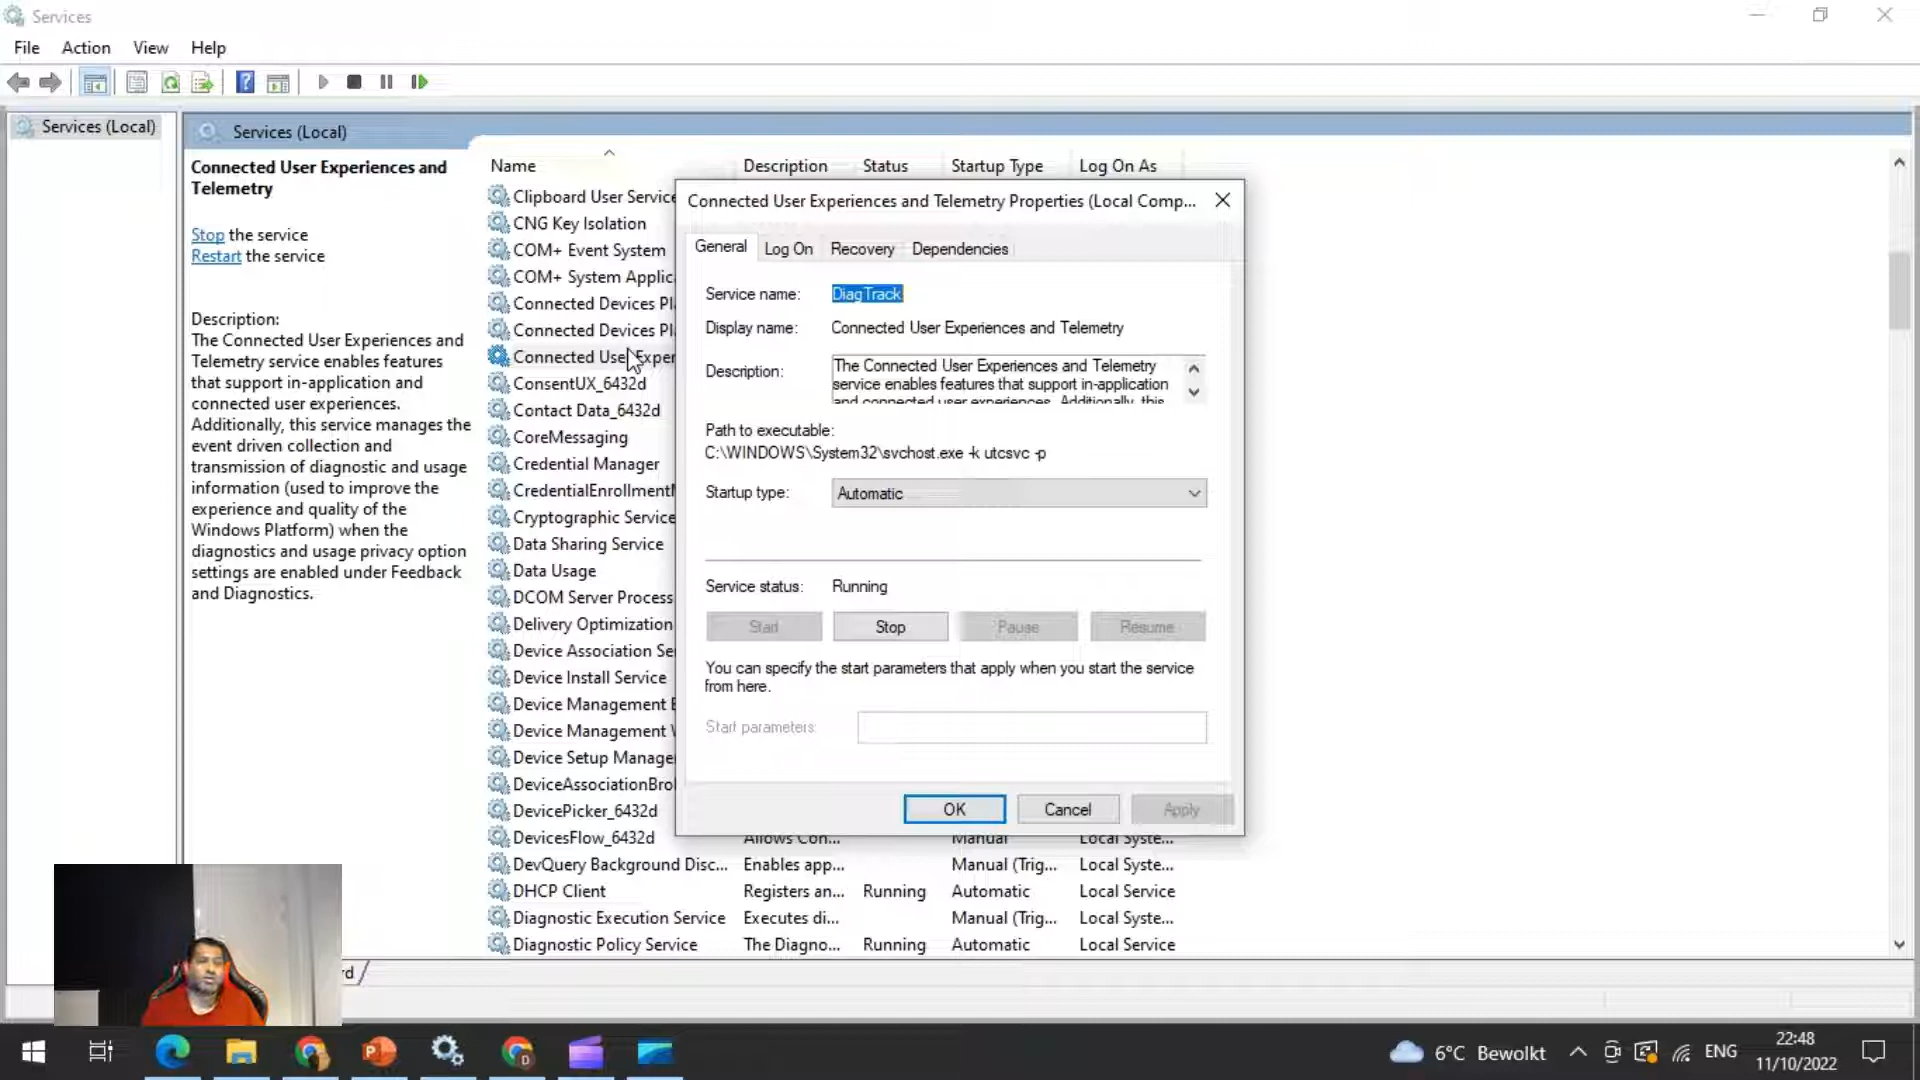 Services
File Action View Help
Services (Local)
Services (Local)
Connected User Experiences and
Telemetry
Stop the service
Restart the service
Description:
The Connected User Experiences and
Telemetry service enables features
that support in-application and
connected user experiences.
Additionally, this service manages the
event driven collection and
transmission of diagnostic and usage
information (used to improve the
experience and quality of the
Windows Platform) when the
diagnostics and usage privacy option
settings are enabled under Feedback
and Diagnostics.
Name Description Status Startup Type Log On As
Clipboard User Service
CNG Key Isolation
COM+ Event System
COM+ System Applic
Connected Devices Pl
Connected Devices Pl
Connected User Exper
ConsentUX_6432d
Contact Data_6432d
CoreMessaging
Credential Manager
CredentialEnrollment
Cryptographic Service
Data Sharing Service
Data Usage
DCOM Server Process
Delivery Optimization
Device Association Se
Device Install Service
Device Management E
Device Management
Device Setup Manage
DeviceAssociationBro
DevicePicker_6432d
DevicesFlow_6432d Allows Con... Manual Local Syste...
DevQuery Background Disc... Enables app... Manual (Trig... Local Syste...
DHCP Client Registers an... Running Automatic Local Service
Diagnostic Execution Service Executes di... Manual (Trig... Local Syste...
Diagnostic Policy Service The Diagno... Running Automatic Local Service
Connected User Experiences and Telemetry Properties (Local Comp...
General Log On Recovery Dependencies
Service name: DiagTrack
Display name: Connected User Experiences and Telemetry
Description: The Connected User Experiences and Telemetry
service enables features that support in-application
and connected user experiences. Additionally, this
Path to executable:
C:\WINDOWS\System32\svchost.exe -k utcsvc -p
Startup type: Automatic
Service status: Running
Start Stop Pause Resume
You can specify the start parameters that apply when you start the service
from here.
Start parameters:
OK Cancel Apply
rd
6°C Bewolkt ENG
22:48
11/10/2022